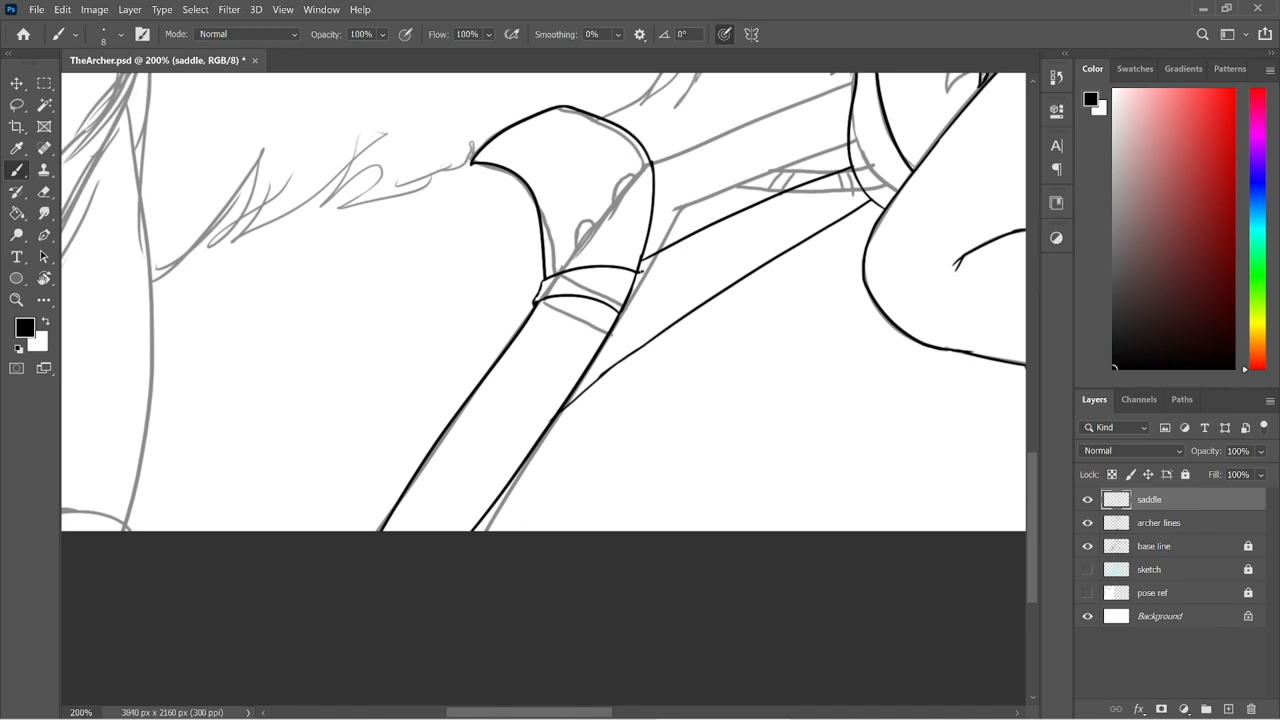 Ps File Edit Image Layer Type Select Filter 3D View Window Help
8 Mode: Normal Opacity: 100% Flow: 100% Smoothing: 0% 0°
TheArcher.psd @ 200% (saddle, RGB/8) *
Color Swatches Gradients Patterns
Layers Channels Paths
Kind
Normal Opacity: 100%
Lock: Fill: 100%
saddle
archer lines
base line
sketch
pose ref
Background
200% 3840 px x 2160 px (300 ppi)